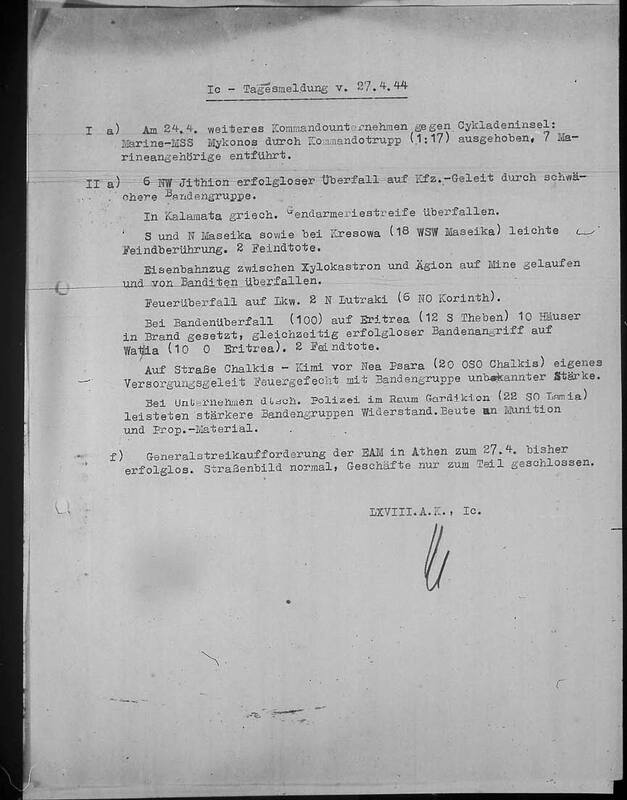 Ic - Tagesmeldung v. 27.4.44
I a) Am 24.4. weiteres Kommandounternehmen gegen Cykladeninsel:
Marine-MSS Mykonos durch Kommandotrupp (1:17) ausgehoben, 7 Ma-
rineangehörige entführt.
II a) 6 NW Jithion erfolgloser Überfall auf Kfz.-Geleit durch schwä-
chere Bandengruppe.
In Kalamata griech. Gendarmeriestreife überfallen.
S und N Maseika sowie bei Kresowa (18 WSW Maseika) leichte
Feindberührung. 2 Feindtote.
Eisenbahnzug zwischen Xylokastron und Ägion auf Mine gelaufen
und von Banditen überfallen.
Feuerüberfall auf Lkw. 2 N Lutraki (6 NO Korinth).
Bei Bandenüberfall (100) auf Eritrea (12 S Theben) 10 Häuser
in Brand gesetzt, gleichzeitig erfolgloser Bandenangriff auf
Wattia (10 O Eritrea). 2 Feindtote.
Auf Straße Chalkis - Kimi vor Nea Psara (20 OSO Chalkis) eigenes
Versorgungsgeleit Feuergefecht mit Bandengruppe unbekannter Stärke.
Bei Unternehmen dtsch. Polizei im Raum Gardikion (22 SO Lamia)
leisteten stärkere Bandengruppen Widerstand. Beute an Munition
und Prop.-Material.
f) Generalstreikaufforderung der EAM in Athen zum 27.4. bisher
erfolglos. Straßenbild normal, Geschäfte nur zum Teil geschlossen.
LXVIII.A.K., Ic.